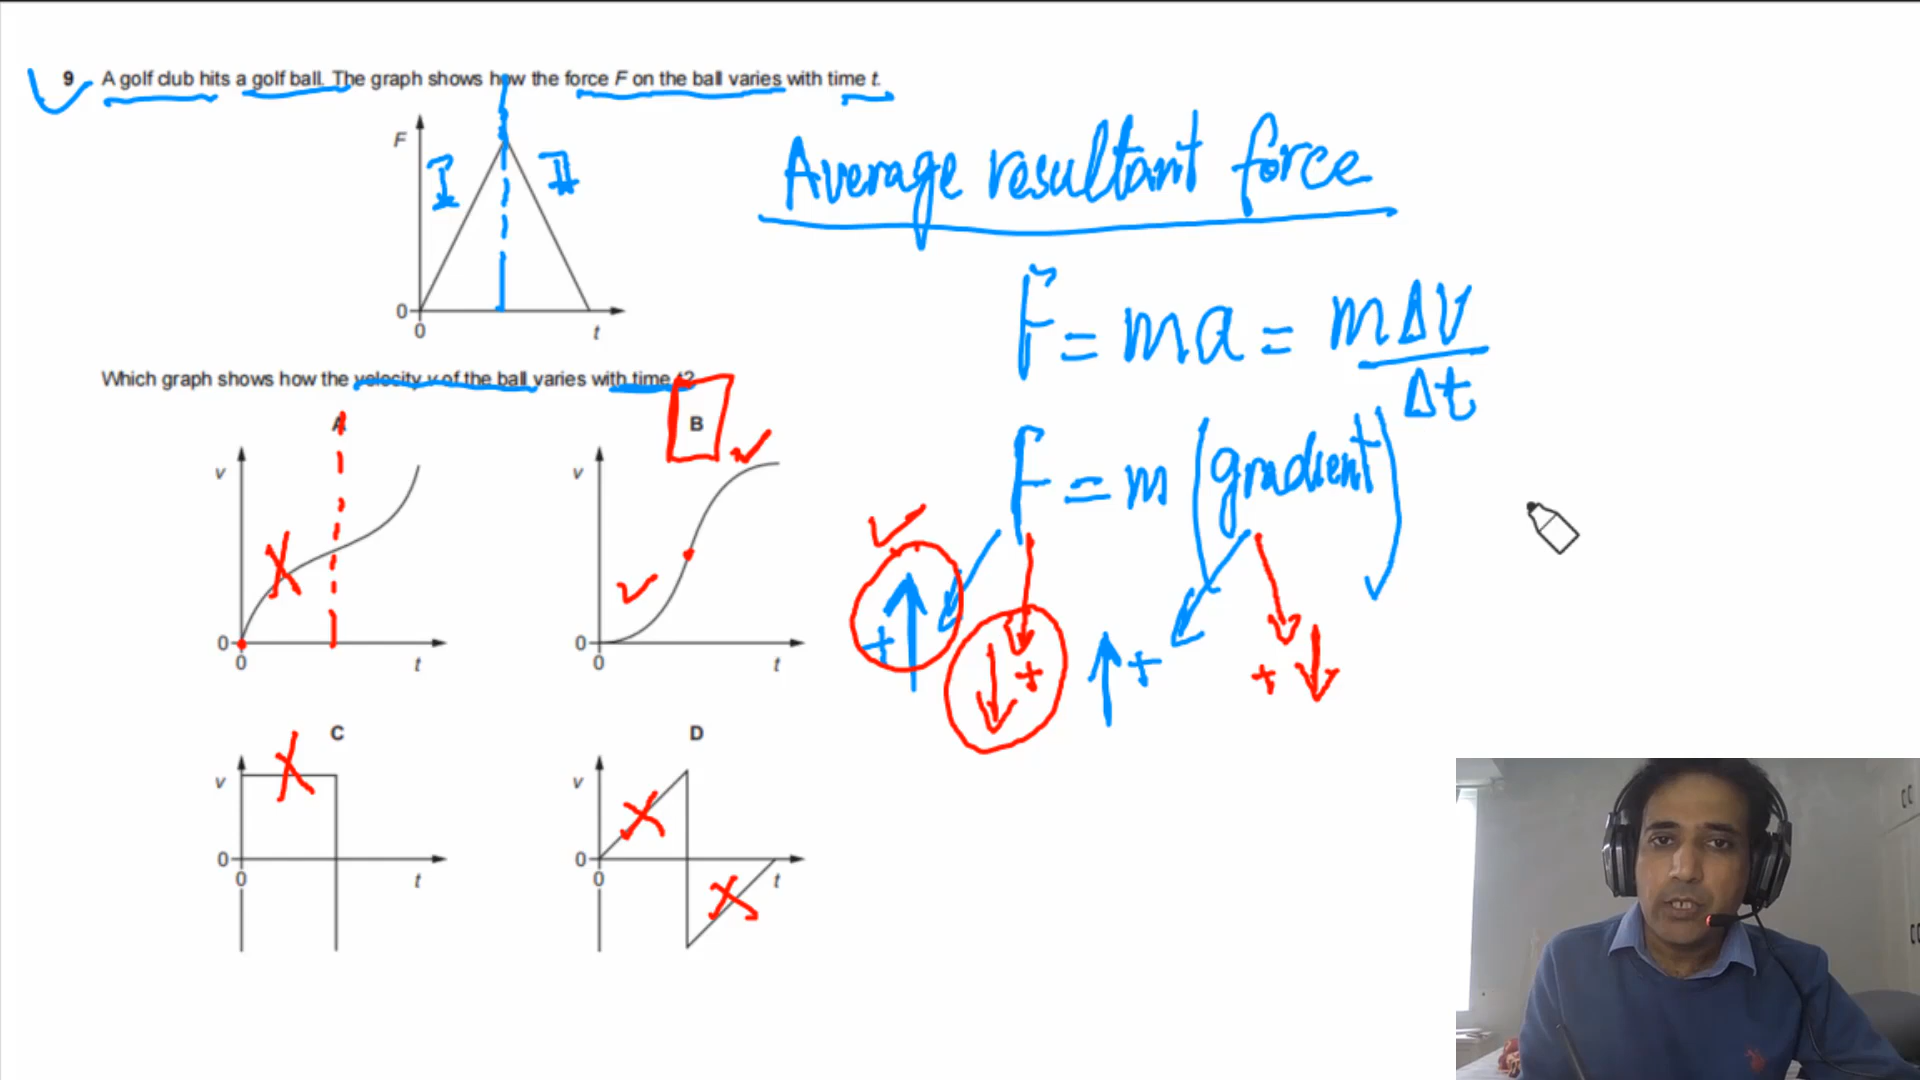 9 A golf club hits a golf ball. The graph shows how the force F on the ball varies with time t.
F
I II
0
0 t
Average resultant force
F = ma = mΔv
Δt
Which graph shows how the velocity v of the ball varies with time t?
A B
v v
0 0
0 t 0 t
F = m (gradient)
+ + + +
C D
v v
0 0
0 t 0 t